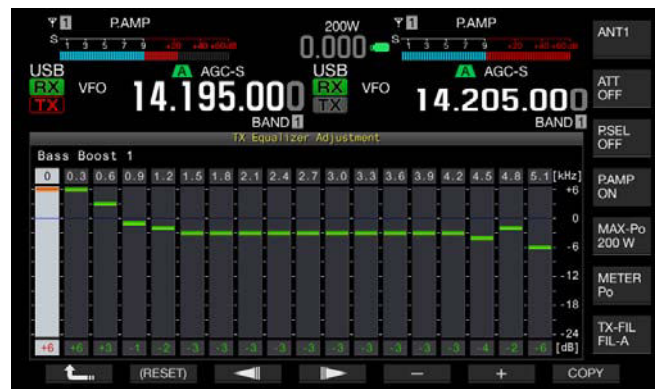 1 P.AMP 200W 1 P.AMP ANT1
S 1 3 5 7 9 +20 +40 +60dB 0.000 S 1 3 5 7 9 +20 +40 +60dB
USB A AGC-S USB A AGC-S ATT
RX VFO 14.195.000 RX VFO 14.205.000 OFF
TX TX
BAND 1 BAND 1
P.SEL
OFF
TX Equalizer Adjustment
Bass Boost 1
0 0.3 0.6 0.9 1.2 1.5 1.8 2.1 2.4 2.7 3.0 3.3 3.6 3.9 4.2 4.5 4.8 5.1 [kHz]
P.AMP
ON
+6
0
-6
-12
-18
-24
MAX-Po
200 W
METER
Po
TX-FIL
FIL-A
+6 +6 +3 -1 -2 -3 -3 -3 -3 -3 -3 -3 -3 -3 -3 -4 -2 -6 [dB]
(RESET) − + COPY